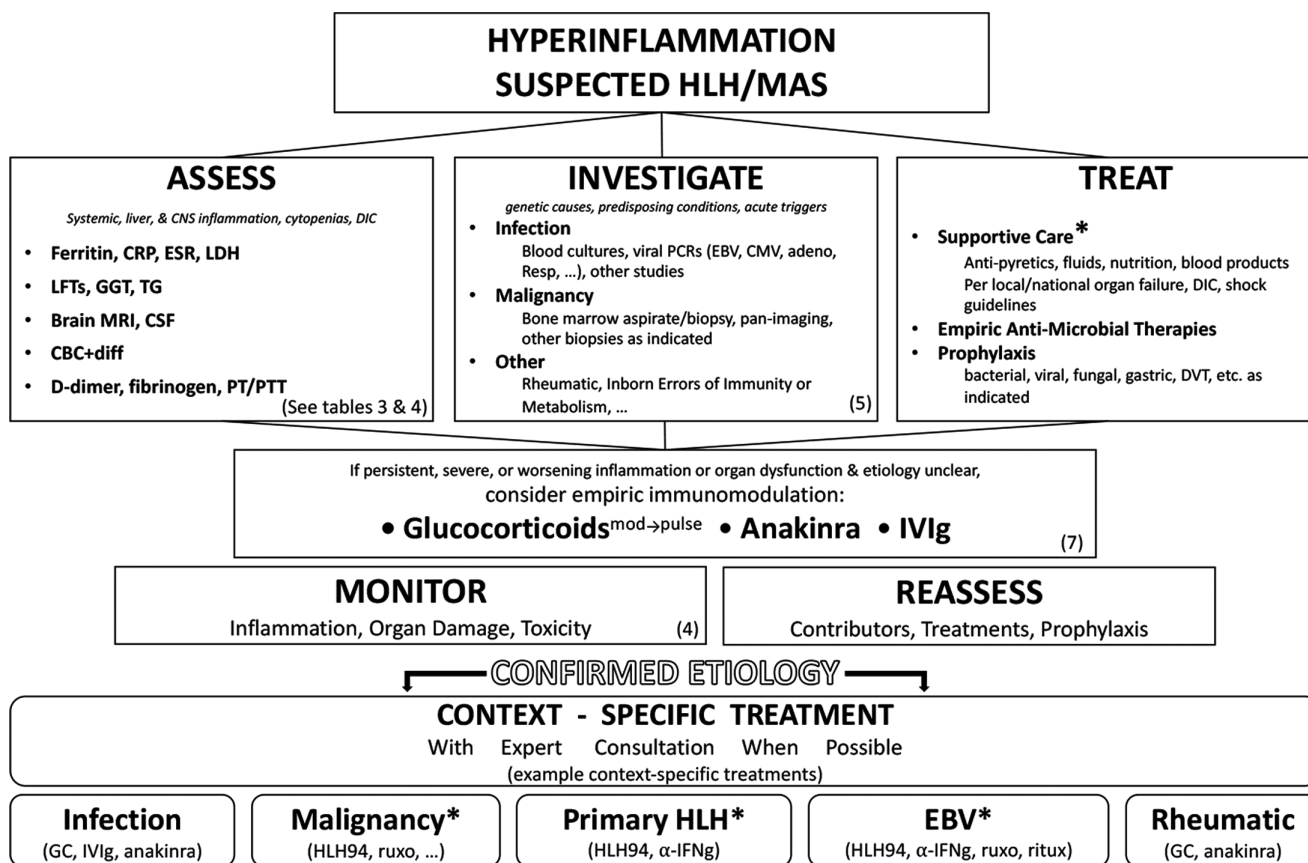 HYPERINFLAMMATION
SUSPECTED HLH/MAS
ASSESS
Systemic, liver, & CNS inflammation, cytopenias, DIC
• Ferritin, CRP, ESR, LDH
• LFTs, GGT, TG
• Brain MRI, CSF
• CBC+diff
• D-dimer, fibrinogen, PT/PTT
(See tables 3 & 4)
INVESTIGATE
genetic causes, predisposing conditions, acute triggers
• Infection
Blood cultures, viral PCRs (EBV, CMV, adeno,
Resp, ...), other studies
• Malignancy
Bone marrow aspirate/biopsy, pan-imaging,
other biopsies as indicated
• Other
Rheumatic, Inborn Errors of Immunity or
Metabolism, ...
(5)
TREAT
• Supportive Care*
Anti-pyretics, fluids, nutrition, blood products
Per local/national organ failure, DIC, shock
guidelines
• Empiric Anti-Microbial Therapies
• Prophylaxis
bacterial, viral, fungal, gastric, DVT, etc. as
indicated
If persistent, severe, or worsening inflammation or organ dysfunction & etiology unclear,
consider empiric immunomodulation:
• Glucocorticoids mod→pulse • Anakinra • IVIg
(7)
MONITOR
Inflammation, Organ Damage, Toxicity
(4)
REASSESS
Contributors, Treatments, Prophylaxis
CONFIRMED ETIOLOGY
CONTEXT - SPECIFIC TREATMENT
With Expert Consultation When Possible
(example context-specific treatments)
Infection
(GC, IVIg, anakinra)
Malignancy*
(HLH94, ruxo, ...)
Primary HLH*
(HLH94, α-IFNg)
EBV*
(HLH94, α-IFNg, ruxo, ritux)
Rheumatic
(GC, anakinra)